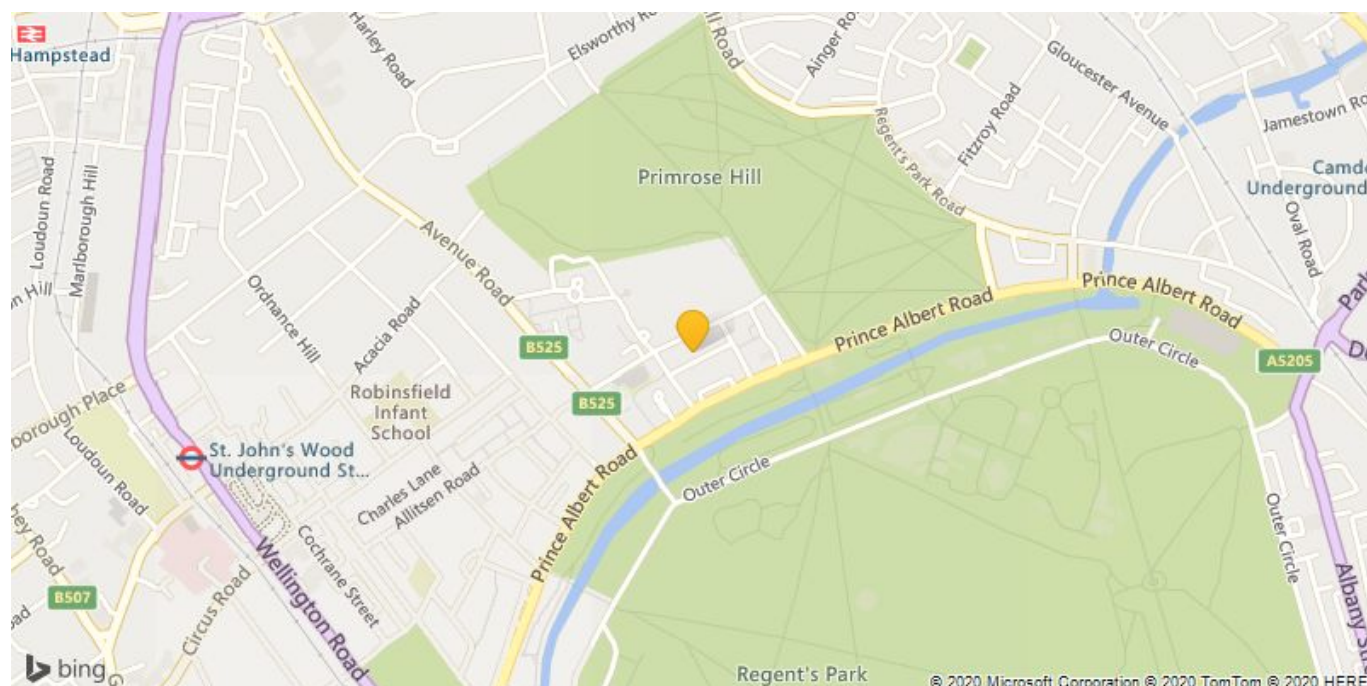 Hampstead
Harley Road
Elsworthy
Road
Ainger
Gloucester Avenue
Fitzroy Road
Jamestown
Regent's Park Road
Primrose Hill
Underground
Oval Road
Loudoun Road
Marlborough Hill
Hill
Avenue Road
Ordnance Hill
Acacia Road
Prince Albert Road
Prince Albert Road
Outer Circle
B525
A5205
B525
Robinsfield
Infant
School
Place
St. John's Wood
Underground St...
Loudoun Road
Charles Lane
Allitsen Road
Prince Albert Road
Outer Circle
Outer Circle
Cochrane Street
Wellington Road
Road
B507
Circus Road
Albany
bing
Regent's Park
© 2020 Microsoft Corporation © 2020 TomTom © 2020 HERE